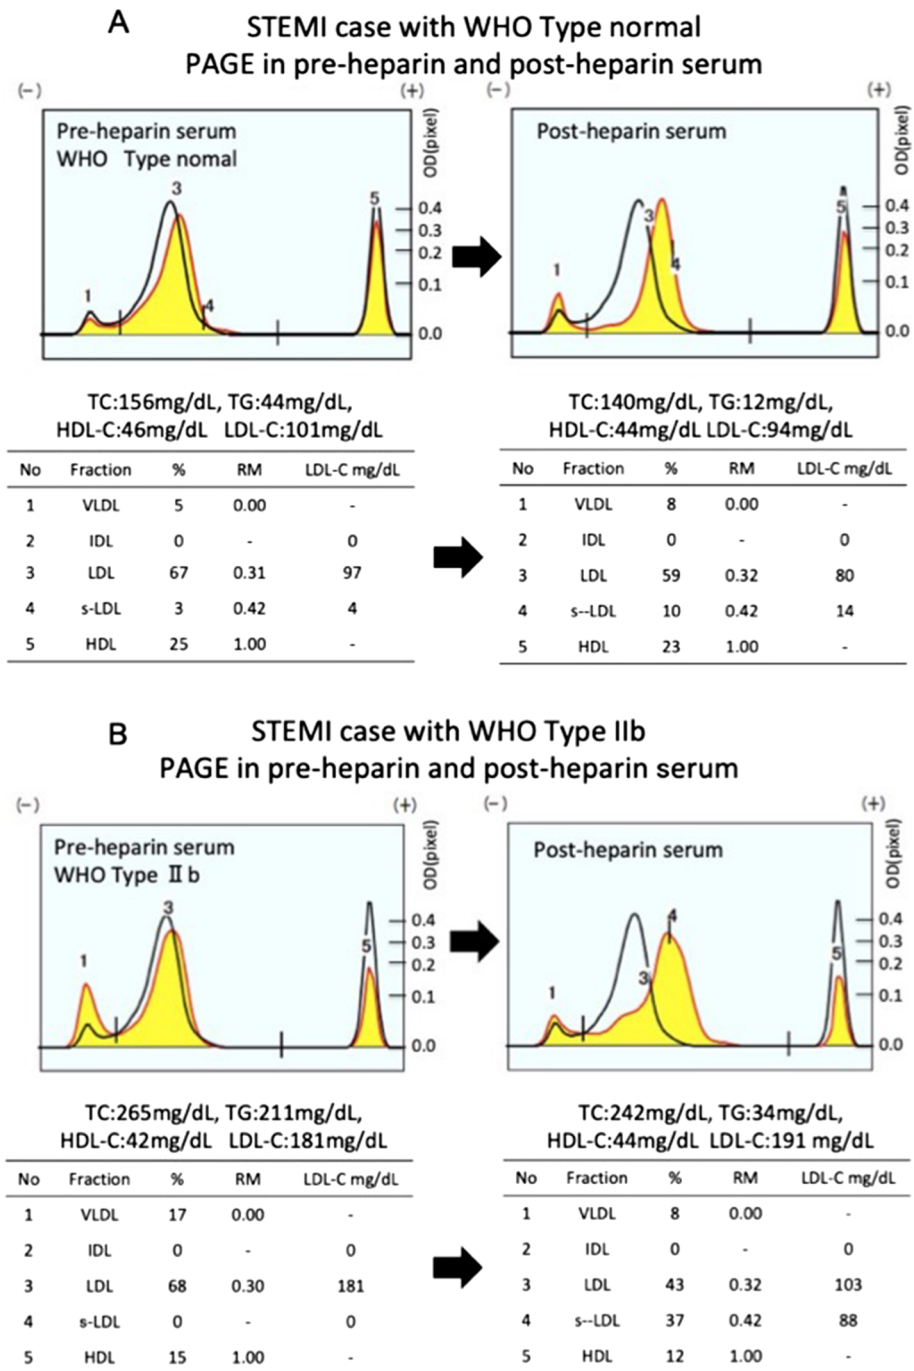 A
STEMI case with WHO Type normal
PAGE in pre-heparin and post-heparin serum
(-) (+) (-) (+)
Pre-heparin serum
WHO Type nomal
1
3
4
5
0.4
0.3
0.2
0.1
0.0
OD(pixel)
Post-heparin serum
1
3
4
5
0.4
0.3
0.2
0.1
0.0
OD(pixel)
TC:156mg/dL, TG:44mg/dL,
HDL-C:46mg/dL LDL-C:101mg/dL
No Fraction % RM LDL-C mg/dL
1 VLDL 5 0.00 -
2 IDL 0 - 0
3 LDL 67 0.31 97
4 s-LDL 3 0.42 4
5 HDL 25 1.00 -
TC:140mg/dL, TG:12mg/dL,
HDL-C:44mg/dL LDL-C:94mg/dL
No Fraction % RM LDL-C mg/dL
1 VLDL 8 0.00 -
2 IDL 0 - 0
3 LDL 59 0.32 80
4 s--LDL 10 0.42 14
5 HDL 23 1.00 -
B
STEMI case with WHO Type IIb
PAGE in pre-heparin and post-heparin serum
(-) (+) (-) (+)
Pre-heparin serum
WHO Type Ⅱ b
1
3
5
0.4
0.3
0.2
0.1
0.0
OD(pixel)
Post-heparin serum
1
3
4
5
0.4
0.3
0.2
0.1
0.0
OD(pixel)
TC:265mg/dL, TG:211mg/dL,
HDL-C:42mg/dL LDL-C:181mg/dL
No Fraction % RM LDL-C mg/dL
1 VLDL 17 0.00 -
2 IDL 0 - 0
3 LDL 68 0.30 181
4 s-LDL 0 - 0
5 HDL 15 1.00 -
TC:242mg/dL, TG:34mg/dL,
HDL-C:44mg/dL LDL-C:191 mg/dL
No Fraction % RM LDL-C mg/dL
1 VLDL 8 0.00 -
2 IDL 0 - 0
3 LDL 43 0.32 103
4 s--LDL 37 0.42 88
5 HDL 12 1.00 -